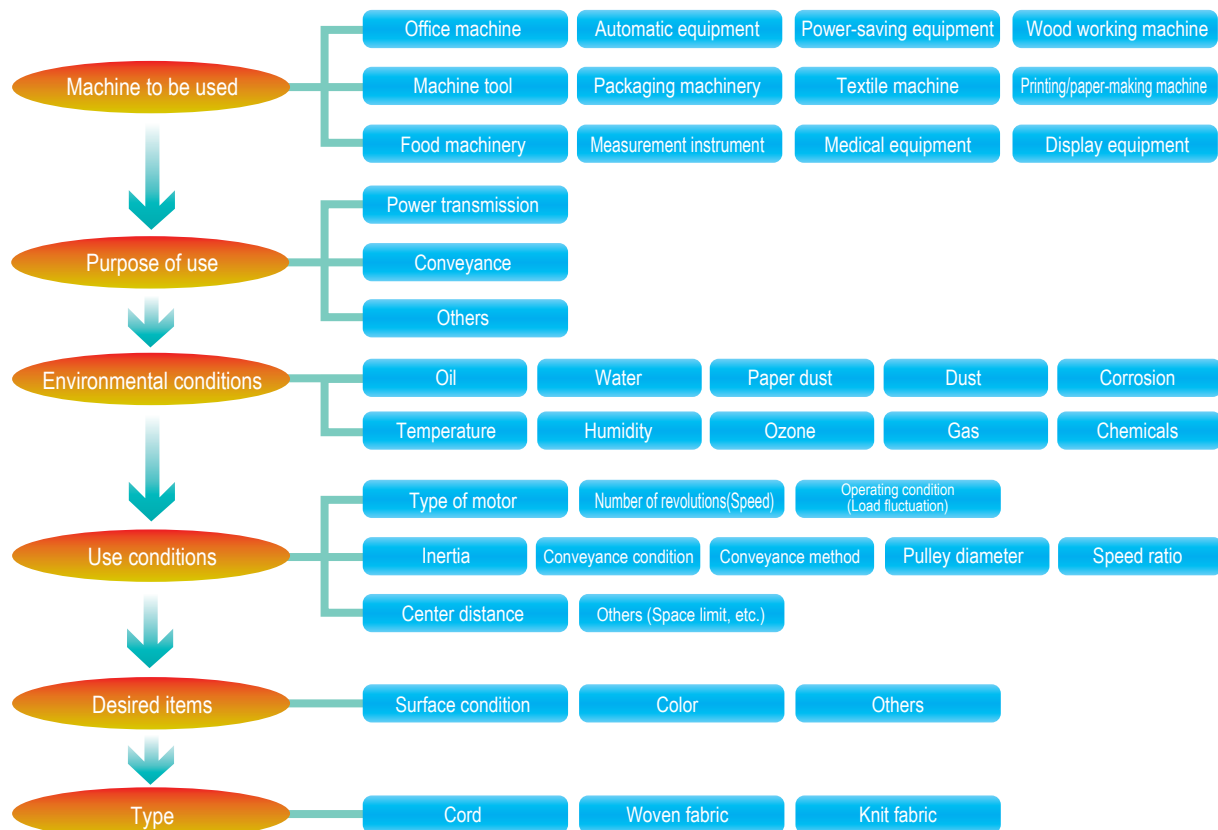 Machine to be used
Office machine
Automatic equipment
Power-saving equipment
Wood working machine
Machine tool
Packaging machinery
Textile machine
Printing/paper-making machine
Food machinery
Measurement instrument
Medical equipment
Display equipment
Purpose of use
Power transmission
Conveyance
Others
Environmental conditions
Oil
Water
Paper dust
Dust
Corrosion
Temperature
Humidity
Ozone
Gas
Chemicals
Use conditions
Type of motor
Number of revolutions(Speed)
Operating condition
(Load fluctuation)
Inertia
Conveyance condition
Conveyance method
Pulley diameter
Speed ratio
Center distance
Others (Space limit, etc.)
Desired items
Surface condition
Color
Others
Type
Cord
Woven fabric
Knit fabric